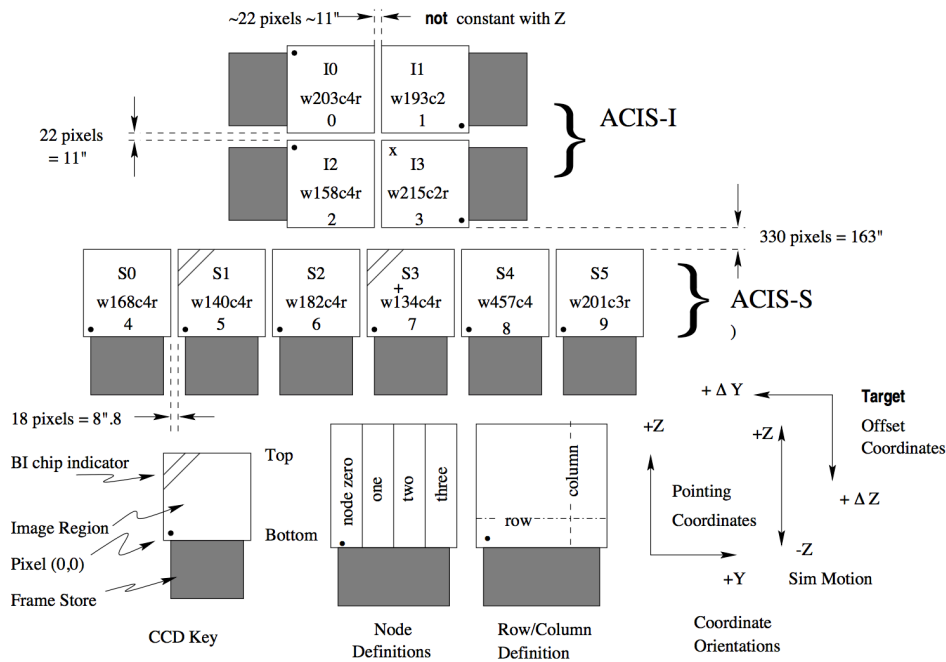 ~22 pixels ~11" not constant with Z
I0
w203c4r
0
I1
w193c2
1
ACIS-I
22 pixels
= 11"
I2
w158c4r
2
x
I3
w215c2r
3
330 pixels = 163"
S0
w168c4r
4
S1
w140c4r
5
S2
w182c4r
6
S3
+
w134c4r
7
S4
w457c4
8
S5
w201c3r
9
ACIS-S
)
18 pixels = 8".8
BI chip indicator
Image Region
Pixel (0,0)
Frame Store
Top
Bottom
CCD Key
node zero
one
two
three
Node
Definitions
column
row
Row/Column
Definition
+ Δ Y
Target
Offset
Coordinates
+ Δ Z
+Z
Pointing
Coordinates
+Y
+Z
-Z
Sim Motion
Coordinate
Orientations